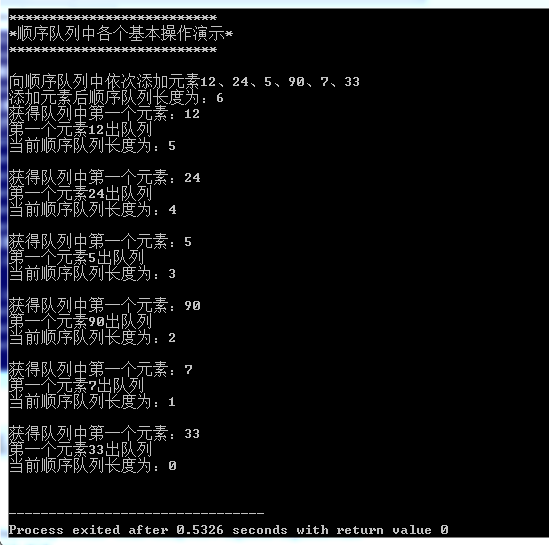 **************************
*顺序队列中各个基本操作演示*
**************************
向顺序队列中依次添加元素12、24、5、90、7、33
添加元素后顺序队列长度为：6
获得队列中第一个元素：12
第一个元素12出队列
当前顺序队列长度为：5
获得队列中第一个元素：24
第一个元素24出队列
当前顺序队列长度为：4
获得队列中第一个元素：5
第一个元素5出队列
当前顺序队列长度为：3
获得队列中第一个元素：90
第一个元素90出队列
当前顺序队列长度为：2
获得队列中第一个元素：7
第一个元素7出队列
当前顺序队列长度为：1
获得队列中第一个元素：33
第一个元素33出队列
当前顺序队列长度为：0
--------------------------------
Process exited after 0.5326 seconds with return value 0